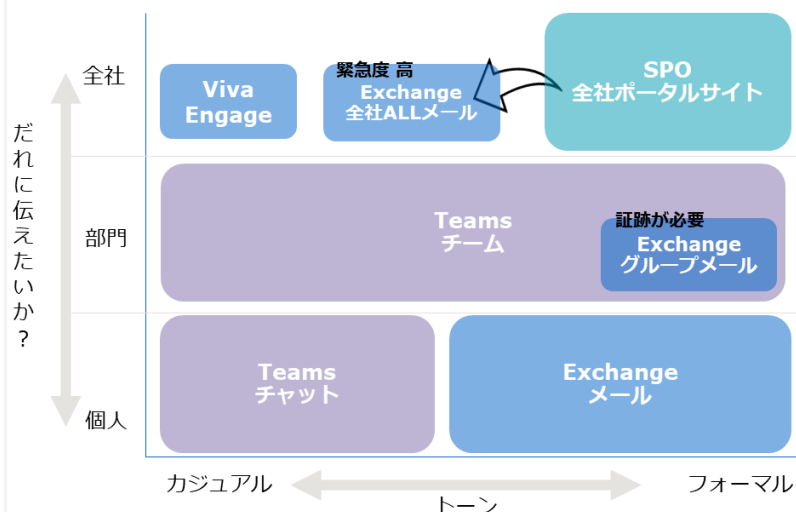 だれに伝えたいか？
全社
部門
個人
Viva
Engage
緊急度 高
Exchange
全社ALLメール
SPO
全社ポータルサイト
Teams
チーム
証跡が必要
Exchange
グループメール
Teams
チャット
Exchange
メール
カジュアル
フォーマル
トーン